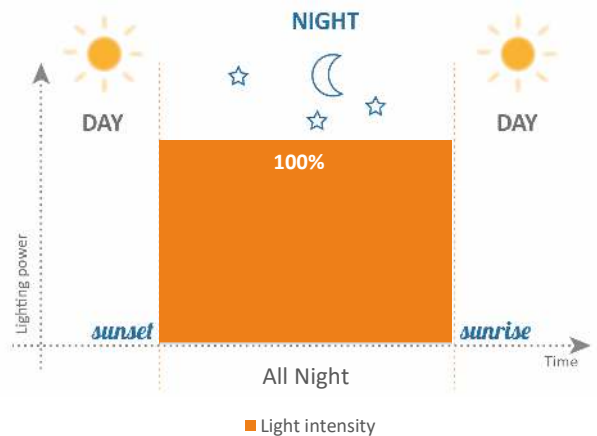 NIGHT
DAY
DAY
100%
Lighting power
sunset
sunrise
Time
All Night
Light intensity